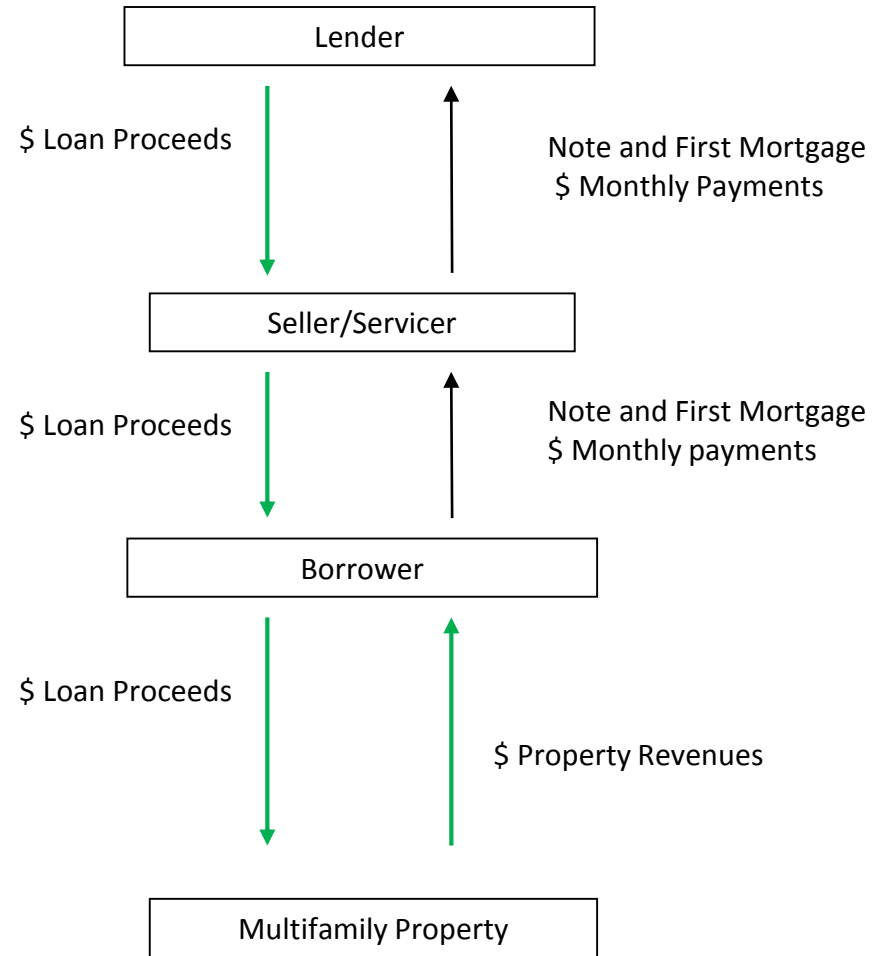 Lender
$ Loan Proceeds
Note and First Mortgage
$ Monthly Payments
Seller/Servicer
$ Loan Proceeds
Note and First Mortgage
$ Monthly payments
Borrower
$ Loan Proceeds
$ Property Revenues
Multifamily Property